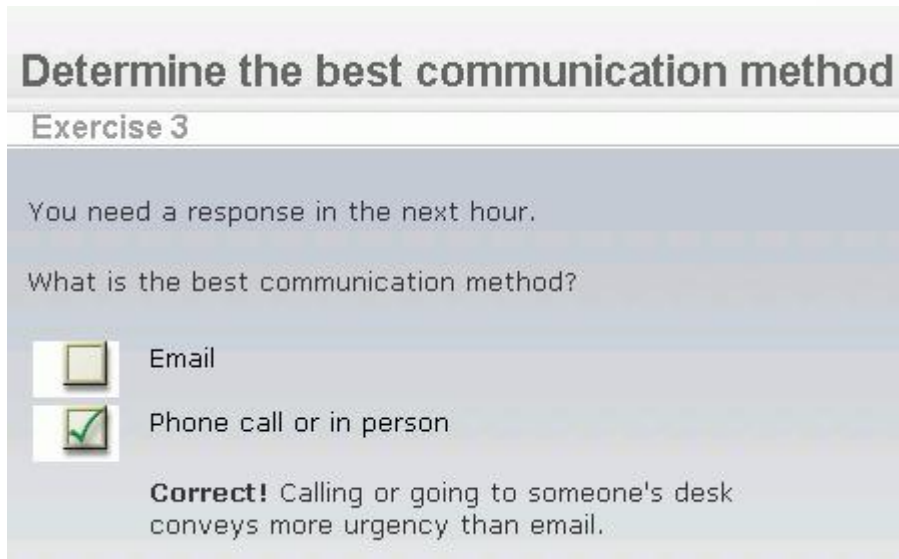 Determine the best communication method
Exercise 3
You need a response in the next hour.
What is the best communication method?
Email
Phone call or in person
Correct! Calling or going to someone's desk
conveys more urgency than email.